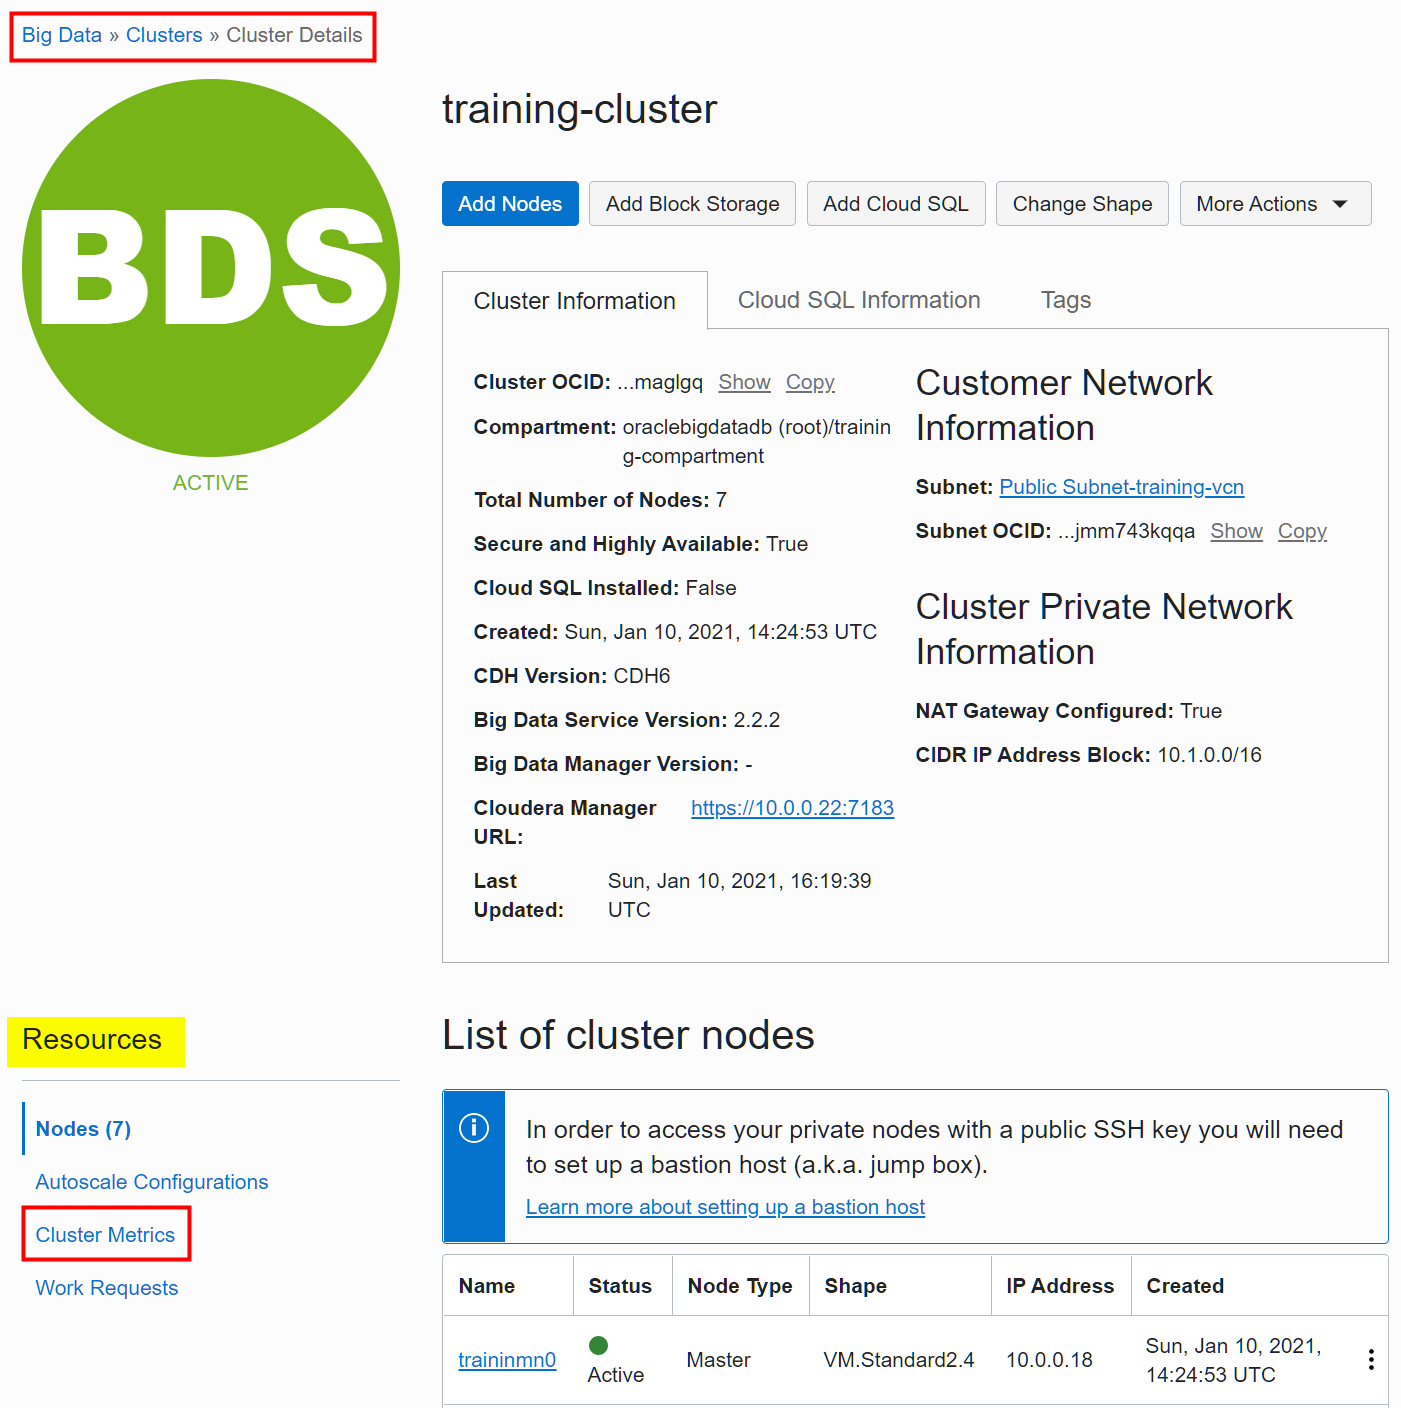 Big Data » Clusters » Cluster Details
BDS
ACTIVE
training-cluster
Add Nodes
Add Block Storage
Add Cloud SQL
Change Shape
More Actions
Cluster Information
Cloud SQL Information
Tags
Cluster OCID: ...maglgq Show Copy
Compartment: oraclebigdatadb (root)/trainin
g-compartment
Total Number of Nodes: 7
Secure and Highly Available: True
Cloud SQL Installed: False
Created: Sun, Jan 10, 2021, 14:24:53 UTC
CDH Version: CDH6
Big Data Service Version: 2.2.2
Big Data Manager Version: -
Cloudera Manager https://10.0.0.22:7183
URL:
Last Sun, Jan 10, 2021, 16:19:39
Updated: UTC
Customer Network
Information
Subnet: Public Subnet-training-vcn
Subnet OCID: ...jmm743kqqa Show Copy
Cluster Private Network
Information
NAT Gateway Configured: True
CIDR IP Address Block: 10.1.0.0/16
Resources
Nodes (7)
Autoscale Configurations
Cluster Metrics
Work Requests
List of cluster nodes
In order to access your private nodes with a public SSH key you will need
to set up a bastion host (a.k.a. jump box).
Learn more about setting up a bastion host
Name Status Node Type Shape IP Address Created
traininmn0 Active Master VM.Standard2.4 10.0.0.18 Sun, Jan 10, 2021,
14:24:53 UTC